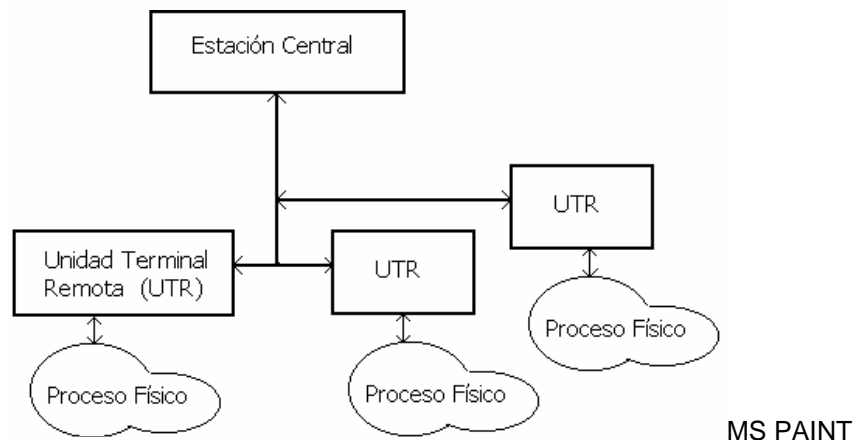 Estación Central
UTR
Unidad Terminal
Remota (UTR)
UTR
Proceso Físico
Proceso Físico
Proceso Físico
MS PAINT